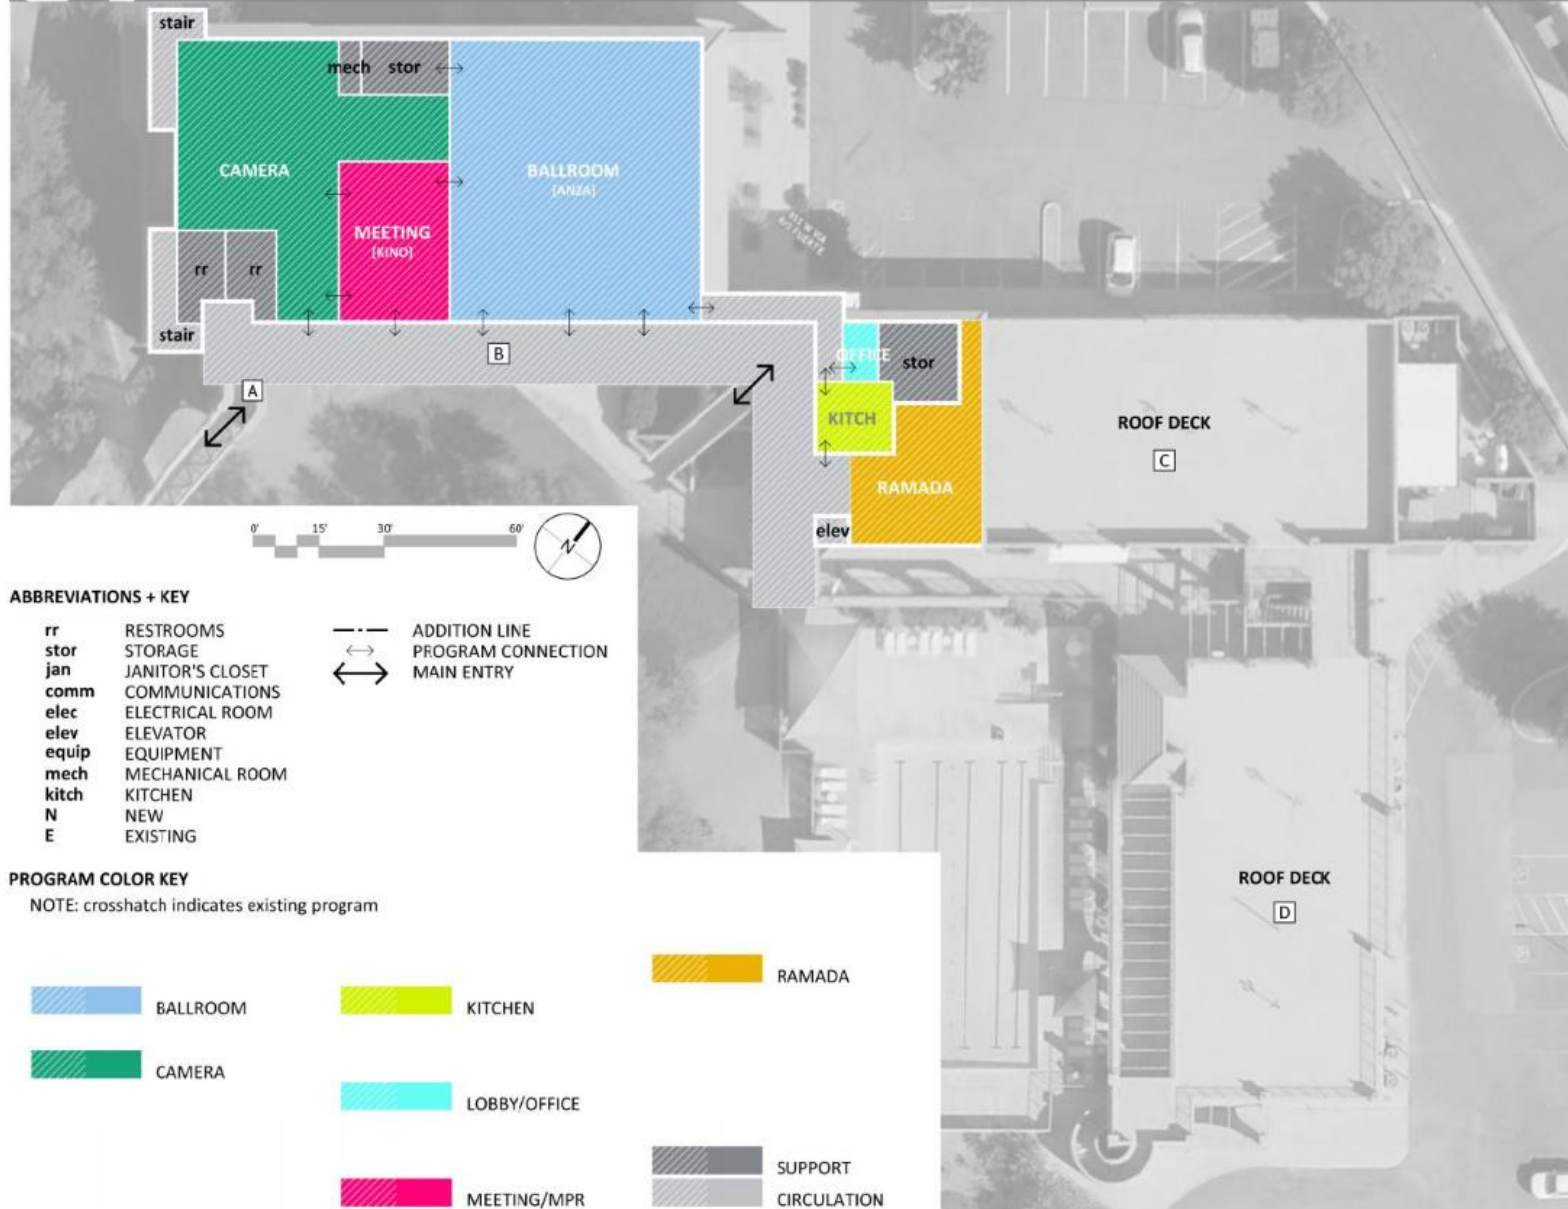 stair
mech
stor
CAMERA
BALLROOM
[ANZA]
MEETING
[KINO]
rr
rr
stair
A
B
OFFICE
stor
KITCH
RAMADA
elev
ROOF DECK
C
ROOF DECK
D
0'
15'
30'
60'
N
ABBREVIATIONS + KEY
rr RESTROOMS
stor STORAGE
jan JANITOR'S CLOSET
comm COMMUNICATIONS
elec ELECTRICAL ROOM
elev ELEVATOR
equip EQUIPMENT
mech MECHANICAL ROOM
kitch KITCHEN
N NEW
E EXISTING
ADDITION LINE
PROGRAM CONNECTION
MAIN ENTRY
PROGRAM COLOR KEY
NOTE: crosshatch indicates existing program
BALLROOM
CAMERA
KITCHEN
LOBBY/OFFICE
MEETING/MPR
RAMADA
SUPPORT
CIRCULATION